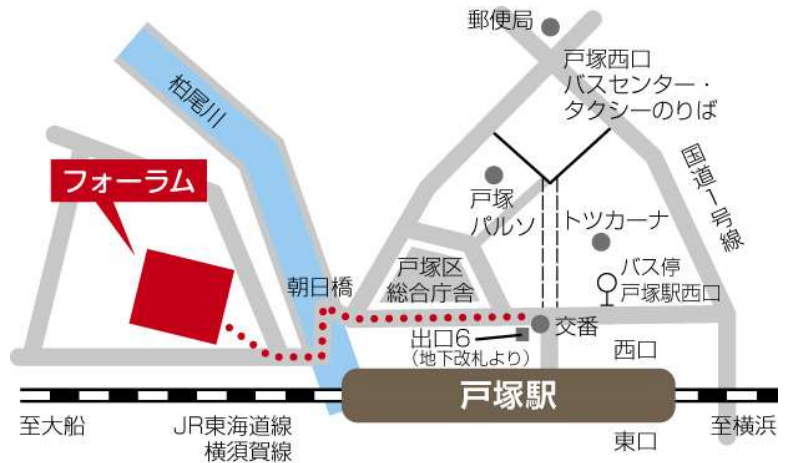 郵便局
戸塚西口
バスセンター・
タクシーのりば
柏尾川
国道1号線
フォーラム
戸塚
パルソ
トツカーナ
戸塚区
総合庁舎
バス停
戸塚駅西口
朝日橋
出口6
(地下改札より)
交番
西口
戸塚駅
至大船
JR東海道線
横須賀線
東口
至横浜